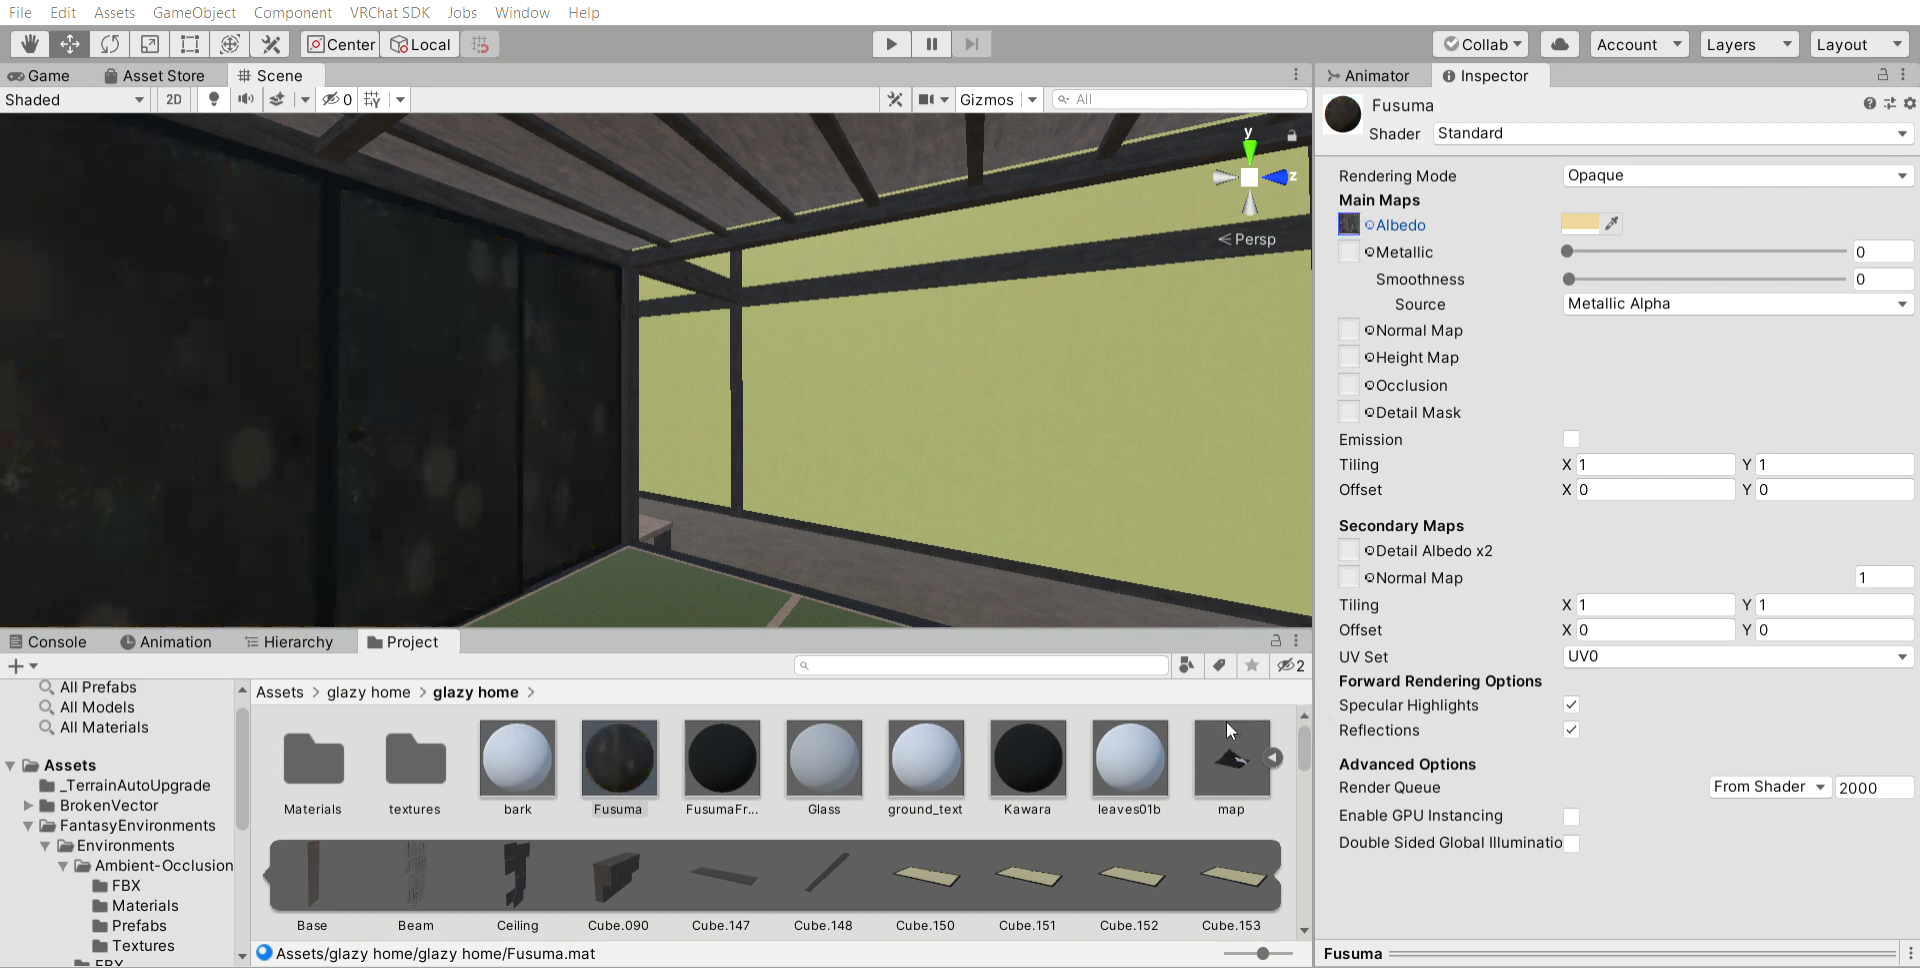 File Edit Assets GameObject Component VRChat SDK Jobs Window Help
Center Local Collab Account Layers Layout
Game Asset Store Scene
Shaded 2D 0 Gizmos All
y
z
Persp
Console Animation Hierarchy Project
2
All Prefabs
All Models
All Materials
Assets
_TerrainAutoUpgrade
BrokenVector
FantasyEnvironments
Environments
Ambient-Occlusion
FBX
Materials
Prefabs
Textures
FBX
Assets > glazy home > glazy home >
Materials textures bark Fusuma FusumaFr... Glass ground_text Kawara leaves01b map
Base Beam Ceiling Cube.090 Cube.147 Cube.148 Cube.150 Cube.151 Cube.152 Cube.153
Assets/glazy home/glazy home/Fusuma.mat
Animator Inspector
Fusuma
Shader Standard
Rendering Mode Opaque
Main Maps
Albedo
Metallic 0
Smoothness 0
Source Metallic Alpha
Normal Map
Height Map
Occlusion
Detail Mask
Emission
Tiling X 1 Y 1
Offset X 0 Y 0
Secondary Maps
Detail Albedo x2
Normal Map 1
Tiling X 1 Y 1
Offset X 0 Y 0
UV Set UV0
Forward Rendering Options
Specular Highlights
Reflections
Advanced Options
Render Queue From Shader 2000
Enable GPU Instancing
Double Sided Global Illuminatio
Fusuma